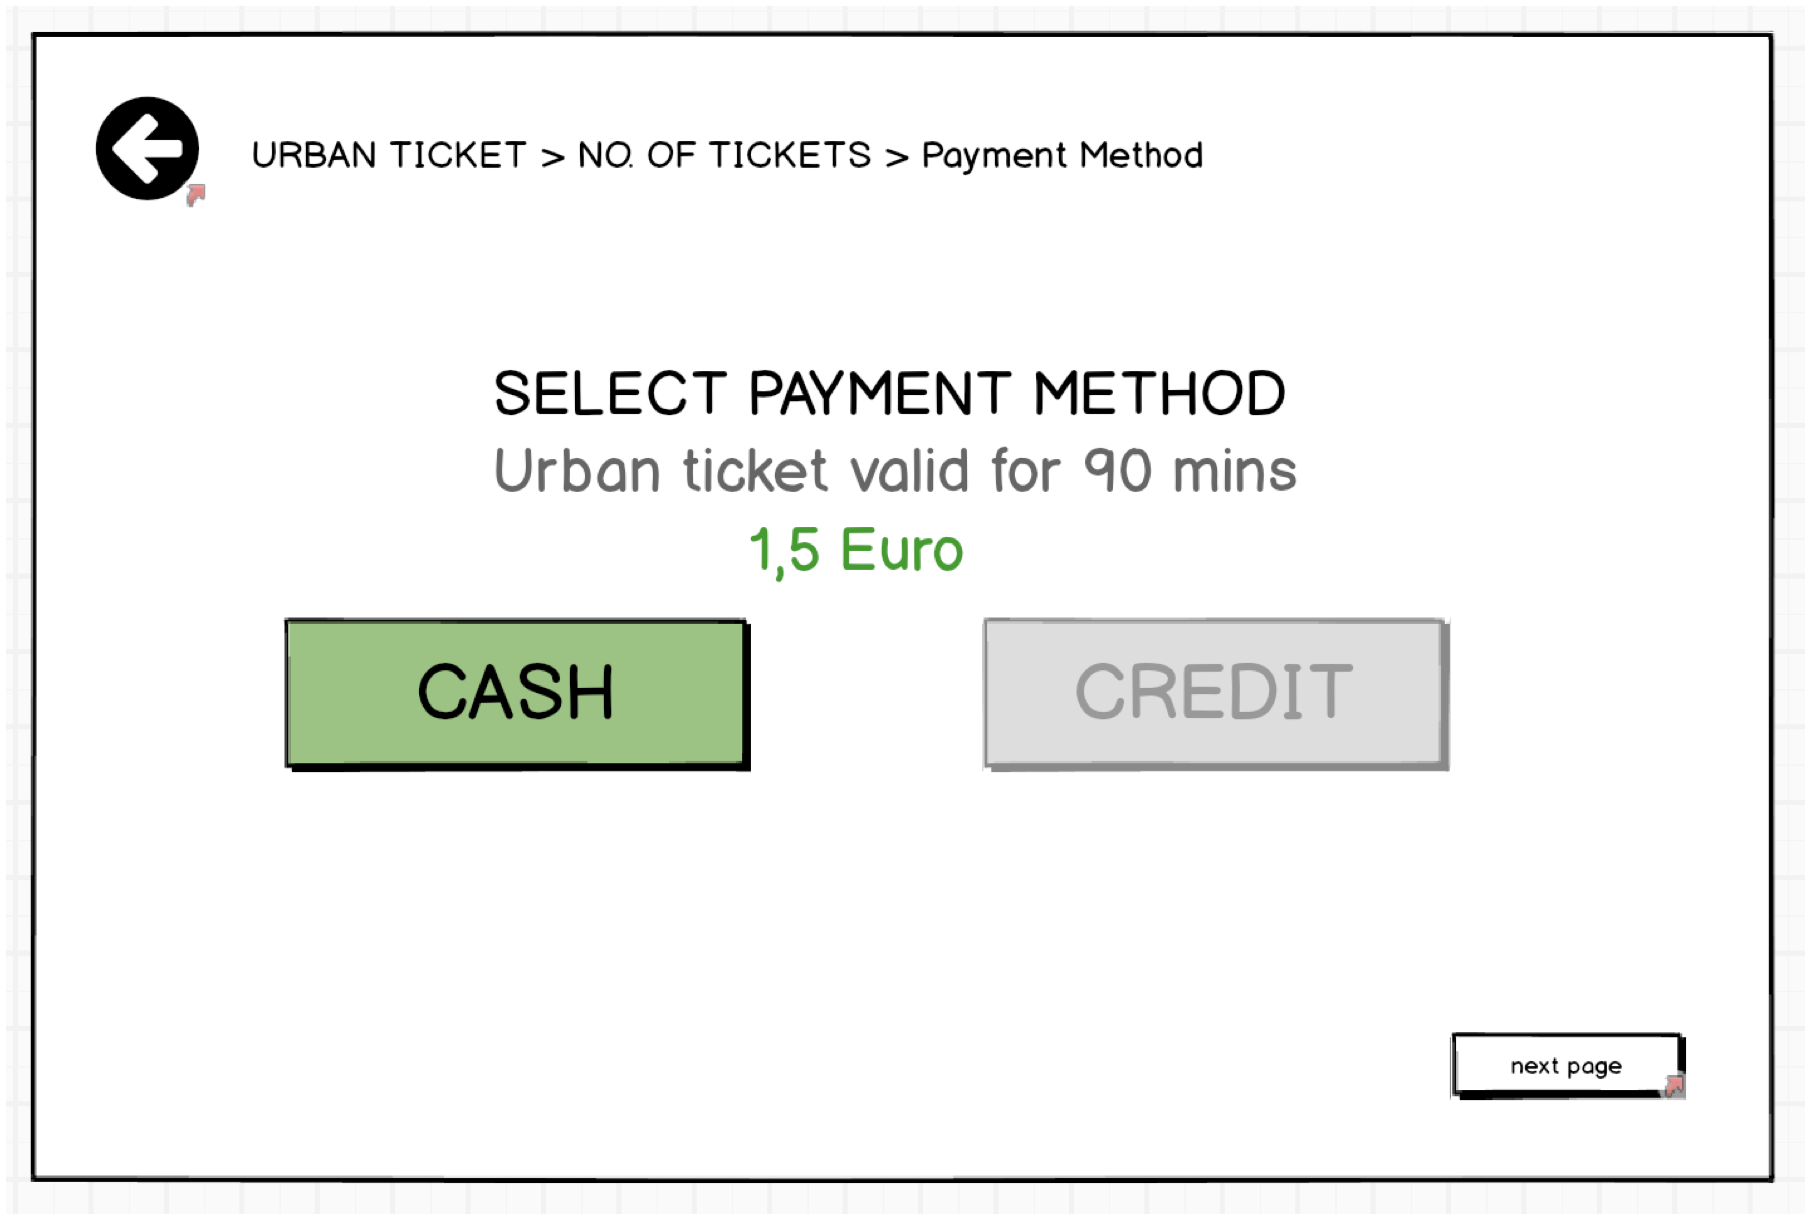 URBAN TICKET > NO. OF TICKETS > Payment Method
SELECT PAYMENT METHOD
Urban ticket valid for 90 mins
1,5 Euro
CASH
CREDIT
next page